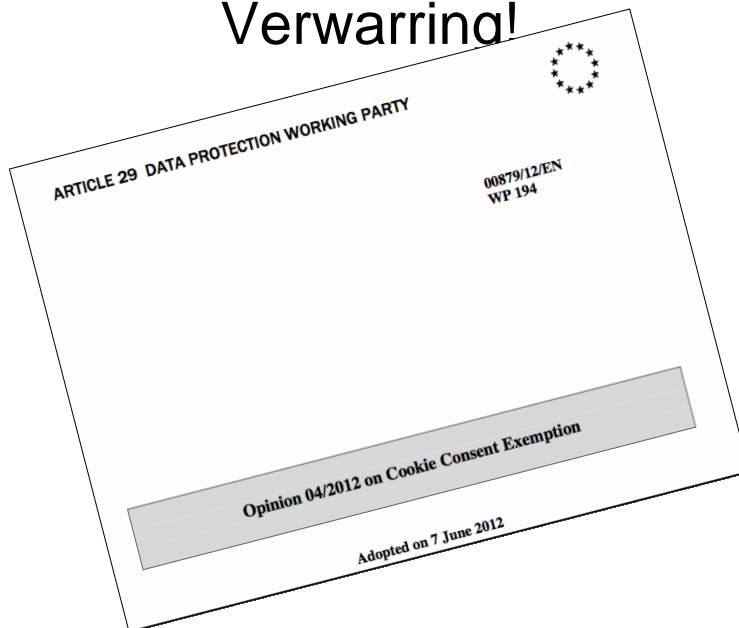 Verwarring!
ARTICLE 29 DATA PROTECTION WORKING PARTY
00879/12/EN
WP 194
Opinion 04/2012 on Cookie Consent Exemption
Adopted on 7 June 2012